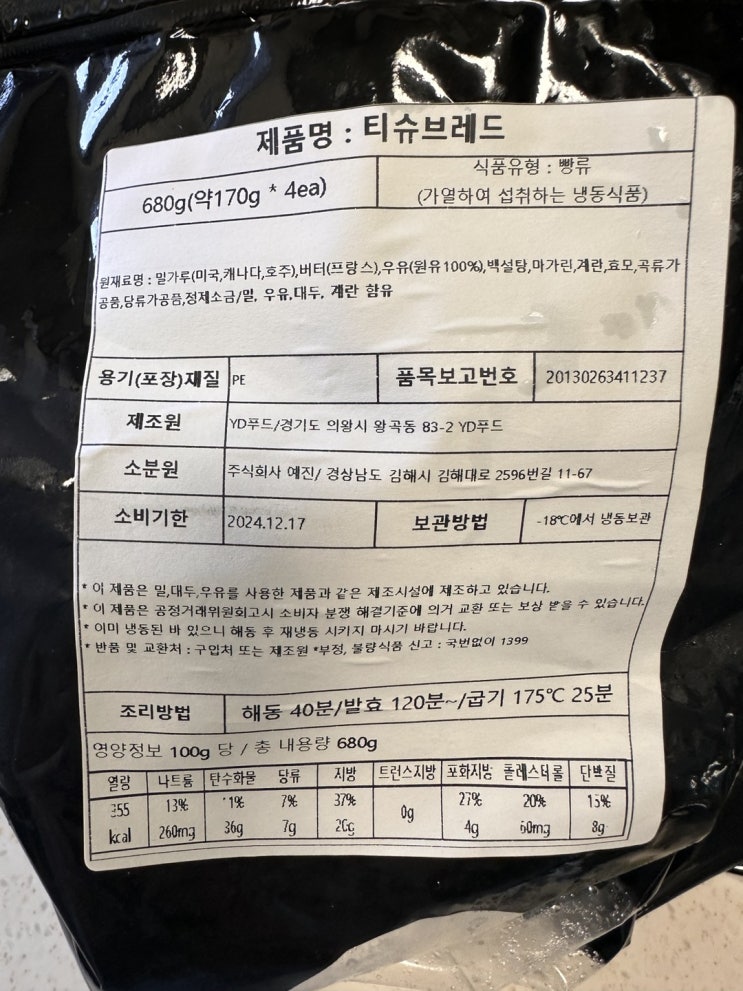 제품명 : 티슈브레드
680g(약170g * 4ea)
식품유형 : 빵류
(가열하여 섭취하는 냉동식품)
원재료명 : 밀가루(미국,캐나다,호주),버터(프랑스),우유(원유100%),백설탕,마가린,계란,효모,곡류가
공품,당류가공품,정제소금/밀, 우유,대두, 계란 함유
용기(포장)재질 PE 품목보고번호 20130263411237
제조원 YD푸드/경기도 의왕시 왕곡동 83-2 YD푸드
소분원 주식회사 예진/ 경상남도 김해시 김해대로 2596번길 11-67
소비기한 2024.12.17 보관방법 -18℃에서 냉동보관
* 이 제품은 밀,대두,우유를 사용한 제품과 같은 제조시설에 제조하고 있습니다.
* 이 제품은 공정거래위원회고시 소비자 분쟁 해결기준에 의거 교환 또는 보상 받을 수 있습니다.
* 이미 냉동된 바 있으니 해동 후 재냉동 시키지 마시기 바랍니다.
* 반품 및 교환처 : 구입처 또는 제조원 *부정, 불량식품 신고 : 국번없이 1399
조리방법 해동 40분/발효 120분~/굽기 175℃ 25분
영양정보 100g 당 / 총 내용량 680g
열량 나트륨 탄수화물 당류 지방 트런스지방 포화지방 콜레스테롤 단백질
355 13% 7% 37% 0g 27% 20% 15%
kcal 260mg 36g 7g 4g 60mg 8g